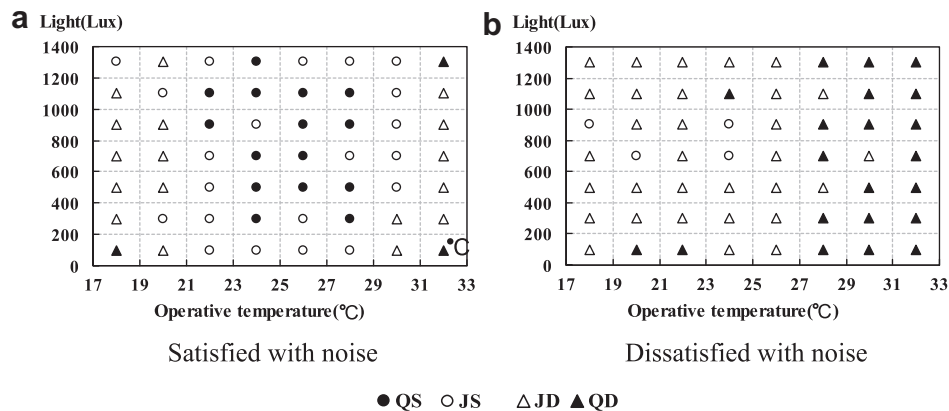 a Light(Lux)
1400
1300
1200
1000
800
600
400
200
0
17 19 21 23 25 27 29 31 33
°C
Operative temperature(℃)
Satisfied with noise
b Light(Lux)
1400
1200
1000
800
600
400
200
0
17 19 21 23 25 27 29 31 33
Operative temperature(℃)
Dissatisfied with noise
QS JS JD QD